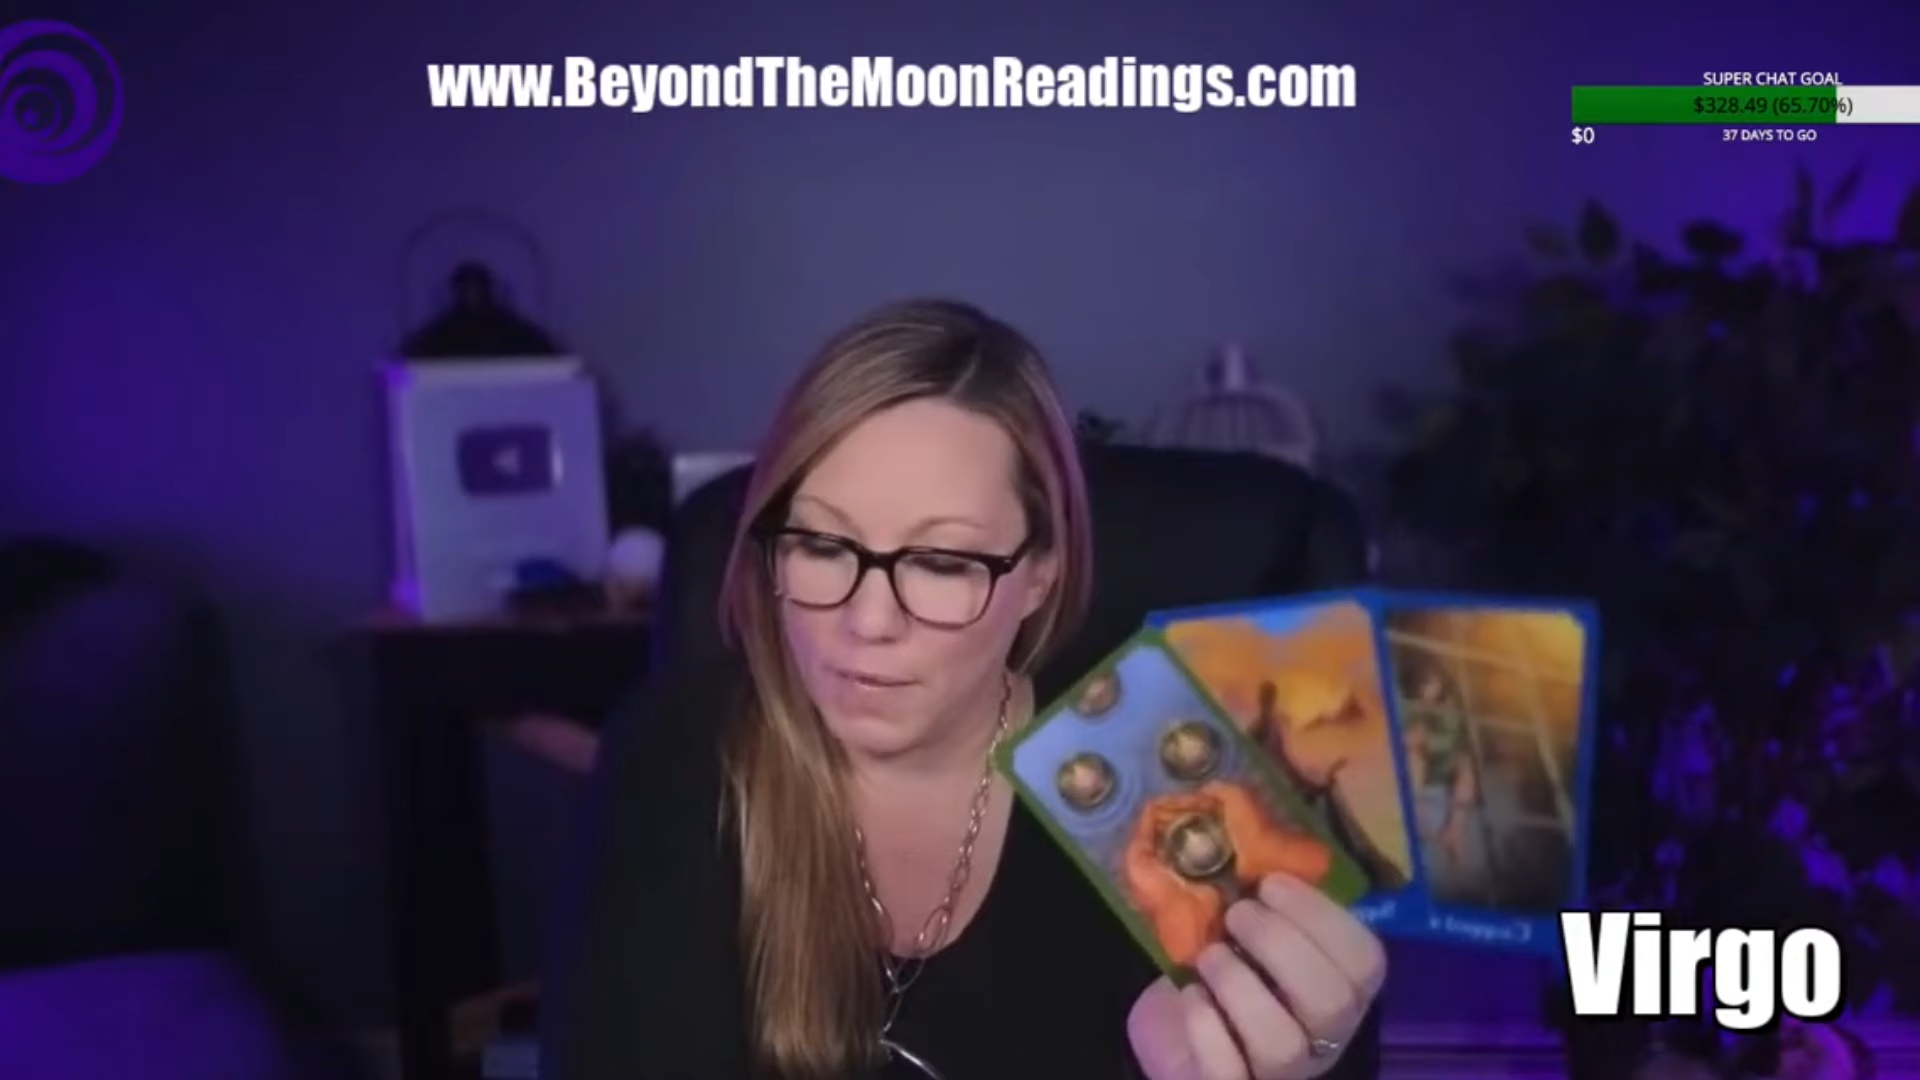 www.BeyondTheMoonReadings.com
SUPER CHAT GOAL
$328.49 (65.70%)
$0
37 DAYS TO GO
Virgo